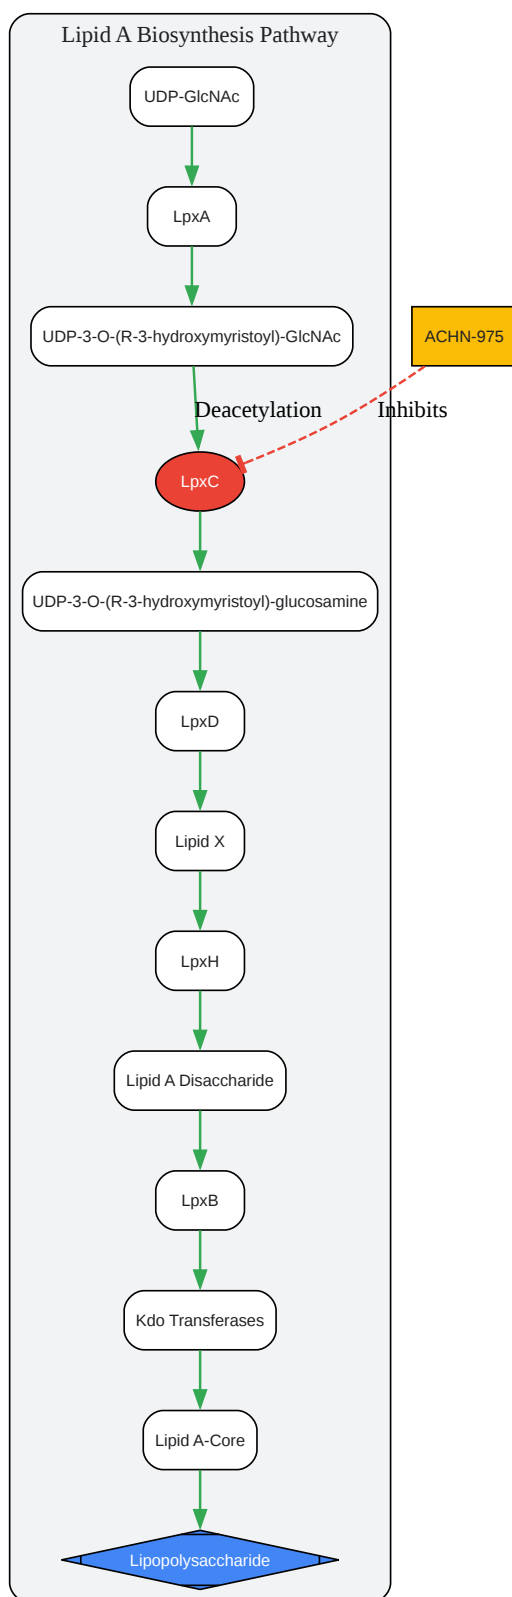 Lipid A Biosynthesis Pathway
UDP-GlcNAc
LpxA
UDP-3-O-(R-3-hydroxymyristoyl)-GlcNAc
ACHN-975
Deacetylation
Inhibits
LpxC
UDP-3-O-(R-3-hydroxymyristoyl)-glucosamine
LpxD
Lipid X
LpxH
Lipid A Disaccharide
LpxB
Kdo Transferases
Lipid A-Core
Lipopolysaccharide